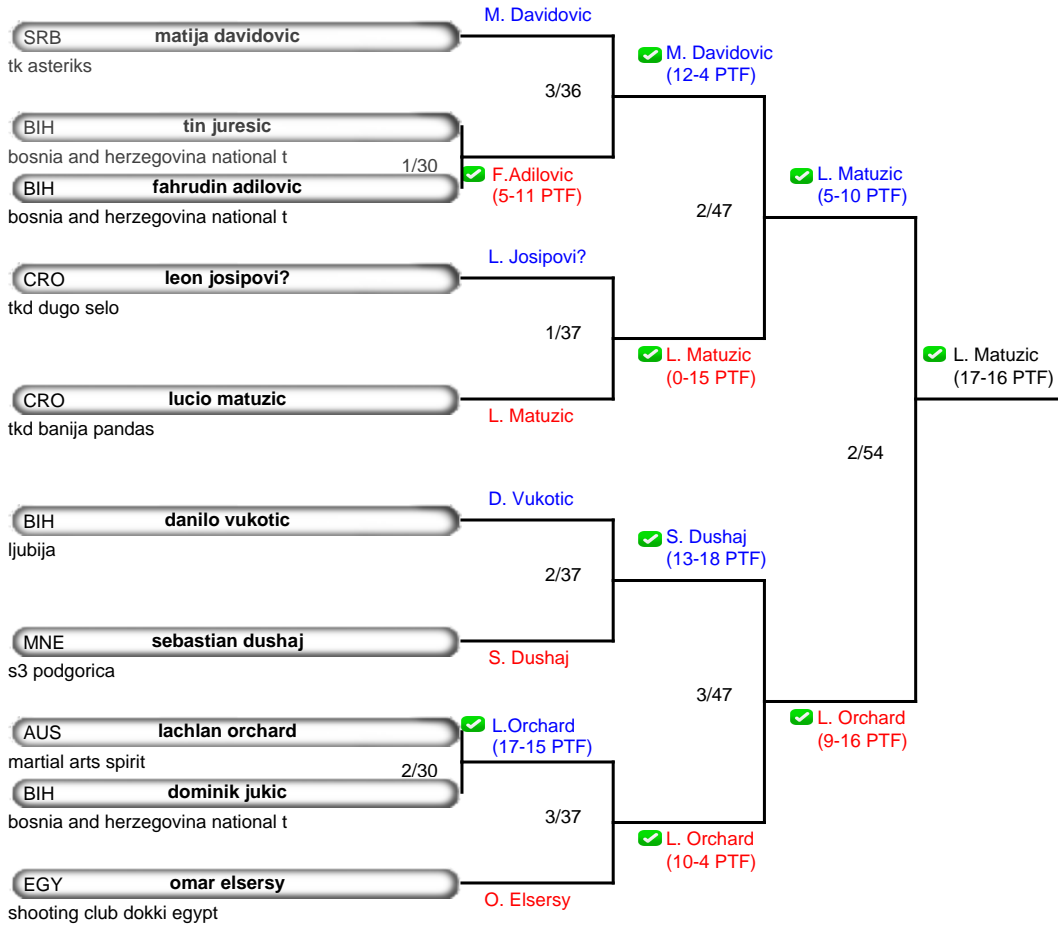 M. Davidovic
SRB matija davidovic
tk asteriks
M. Davidovic
(12-4 PTF)
3/36
BIH tin juresic
bosnia and herzegovina national t
1/30
F.Adilovic
(5-11 PTF)
BIH fahrudin adilovic
bosnia and herzegovina national t
L. Matuzic
(5-10 PTF)
2/47
L. Josipovi?
CRO leon josipovi?
tkd dugo selo
1/37
L. Matuzic
(0-15 PTF)
L. Matuzic
(17-16 PTF)
CRO lucio matuzic
tkd banija pandas
L. Matuzic
2/54
D. Vukotic
BIH danilo vukotic
ljubija
S. Dushaj
(13-18 PTF)
2/37
MNE sebastian dushaj
s3 podgorica
S. Dushaj
3/47
L. Orchard
(9-16 PTF)
AUS lachlan orchard
martial arts spirit
L.Orchard
(17-15 PTF)
2/30
BIH dominik jukic
bosnia and herzegovina national t
3/37
L. Orchard
(10-4 PTF)
EGY omar elsersy
shooting club dokki egypt
O. Elsersy